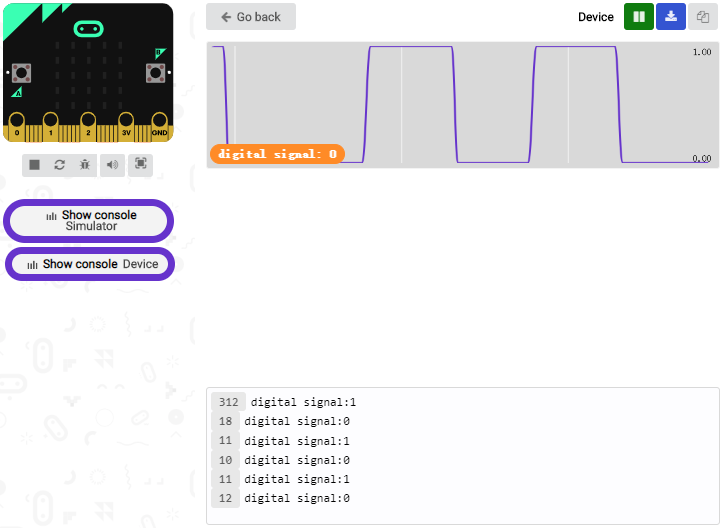 B
A
0 1 2 3V GND
Show console
Simulator
Show console Device
Go back
Device
1.00
digital signal: 0
0.00
312 digital signal:1
18 digital signal:0
11 digital signal:1
10 digital signal:0
11 digital signal:1
12 digital signal:0